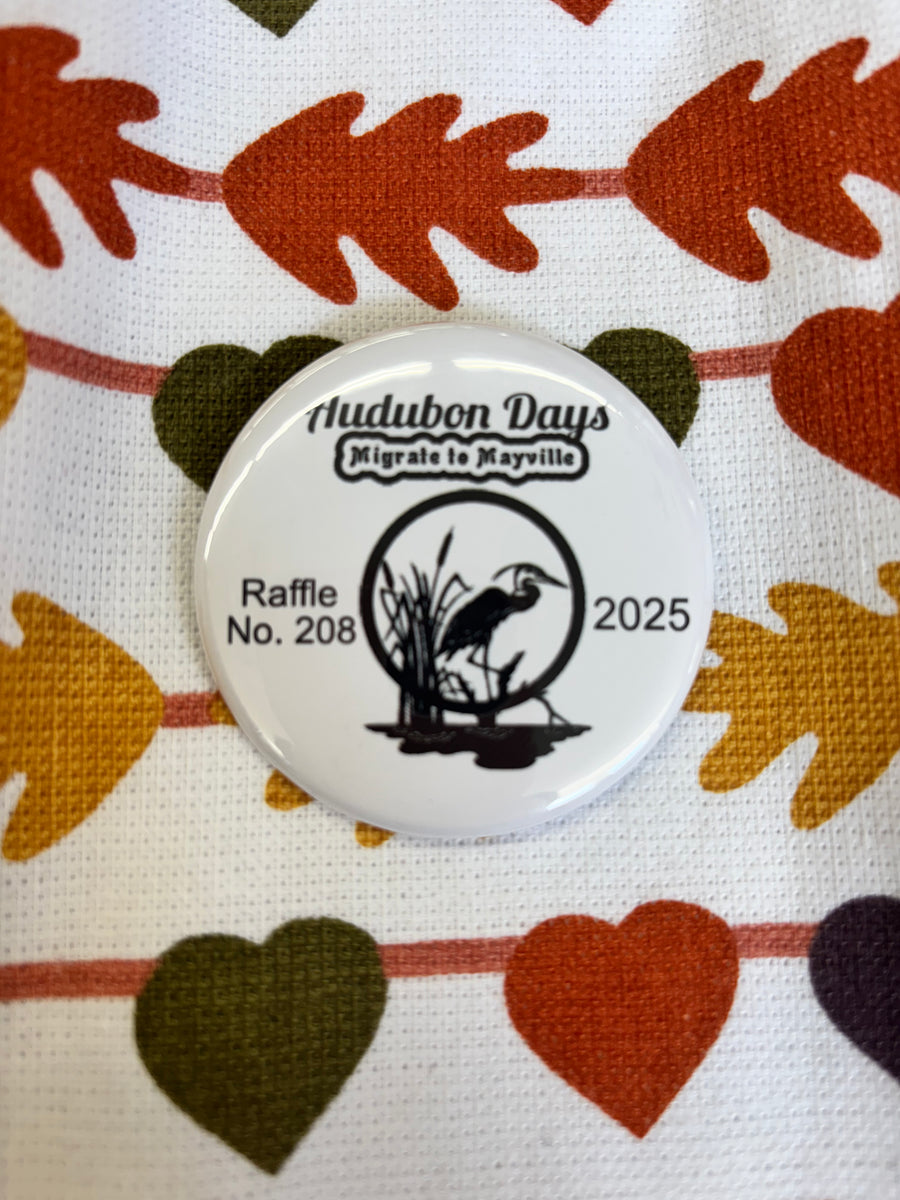 Audubon Days
Migrate to Mayville
Raffle
No. 208
2025